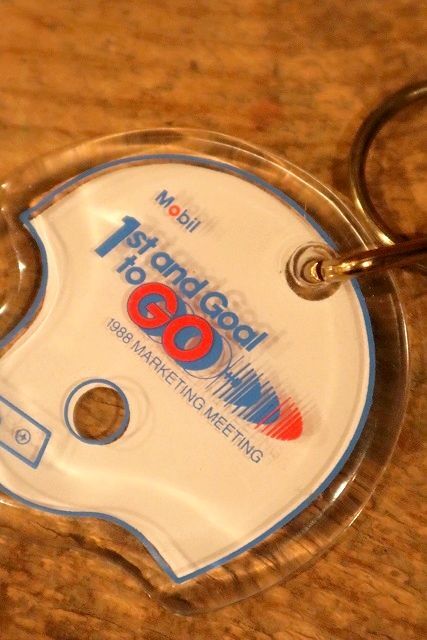 Mobil
1st and Goal
to GO
1988 MARKETING MEETING